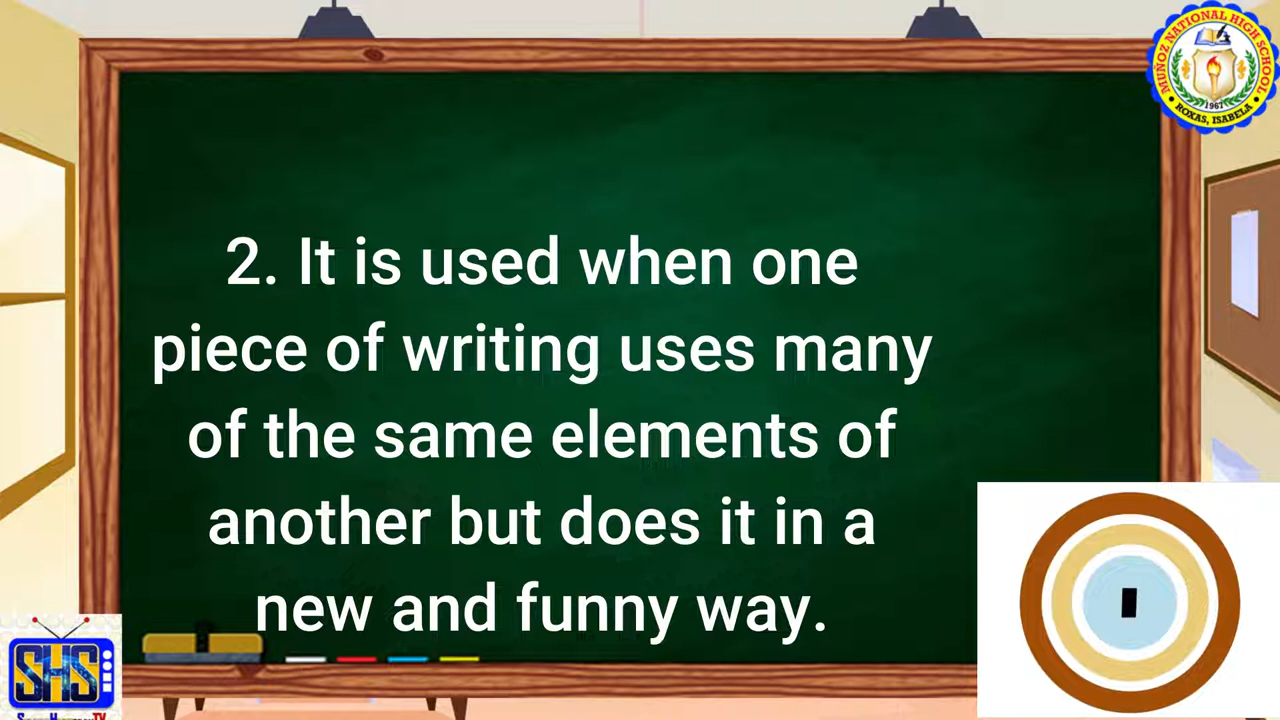 MUÑOZ NATIONAL HIGH SCHOOL
1967
ROXAS, ISABELA
2. It is used when one
piece of writing uses many
of the same elements of
another but does it in a
new and funny way.
SHS